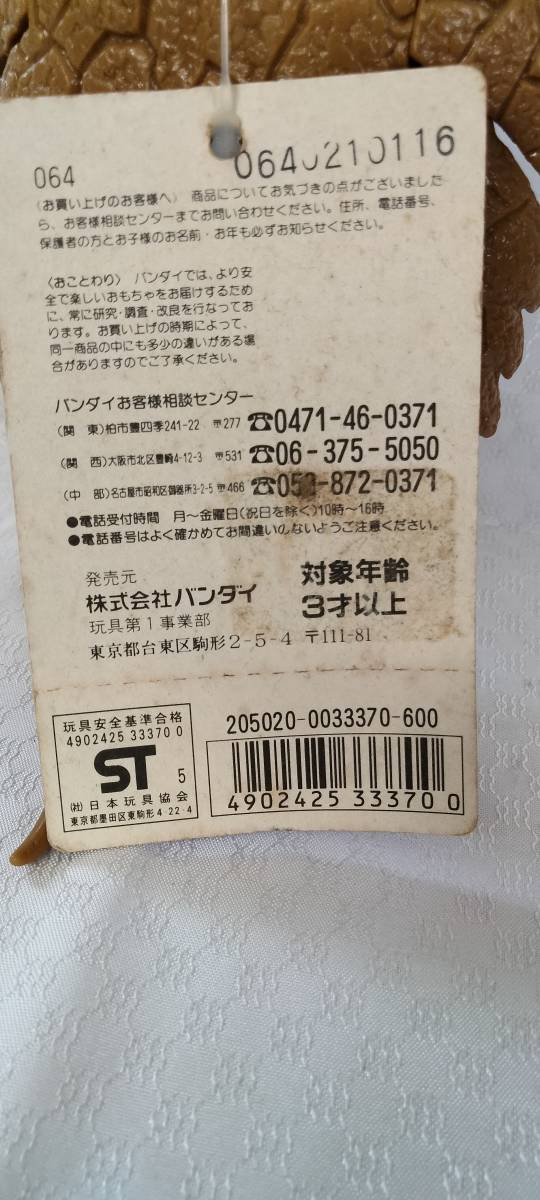 064
0640210116
〈お買い上げのお客様へ〉 商品についてお気づきの点がございました
ら、お客様相談センターまでお問い合わせください。住所、電話番号、
保護者の方とお子様のお名前・お年も必ずお知らせください。
〈おことわり〉 バンダイでは、より安
全で楽しいおもちゃをお届けするため
に、常に研究・調査・改良を行なってお
ります。お買い上げの時期によって、
同一商品の中にも多少の違いがある場
合がありますのでご了承ください。
バンダイお客様相談センター
(関 東)柏市豊四季241-22 〒277 ☎0471-46-0371
(関 西)大阪市北区豊崎4-12-3 〒531 ☎06-375-5050
(中 部)名古屋市昭和区御器所3-2-5 〒466 ☎052-872-0371
●電話受付時間 月～金曜日(祝日を除く)10時～16時
●電話番号はよく確かめてお間違いのないようご注意ください。
発売元
株式会社バンダイ
玩具第1事業部
東京都台東区駒形2-5-4 〒111-81
対象年齢
3才以上
玩具安全基準合格
4902425 33370 0
ST 5
(社)日本玩具協会
東京都墨田区東駒形4-22-4
205020-0033370-600
4902425 333700